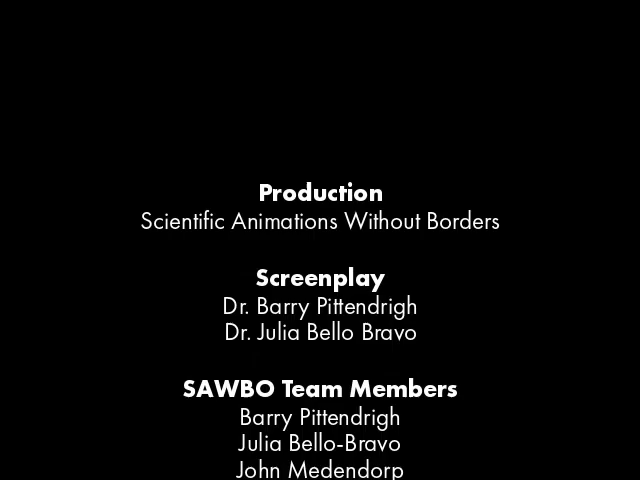 Production
Scientific Animations Without Borders
Screenplay
Dr. Barry Pittendrigh
Dr. Julia Bello Bravo
SAWBO Team Members
Barry Pittendrigh
Julia Bello-Bravo
John Medendorp